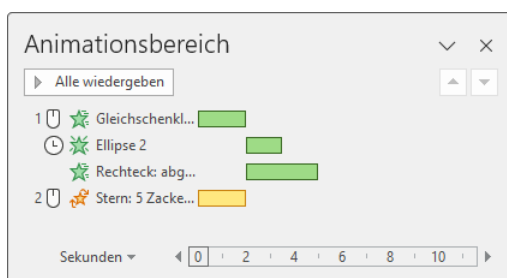 Animationsbereich
Alle wiedergeben
1 Gleichschenkl...
Ellipse 2
Rechteck: abg...
2 Stern: 5 Zacke...
Sekunden 0 2 4 6 8 10